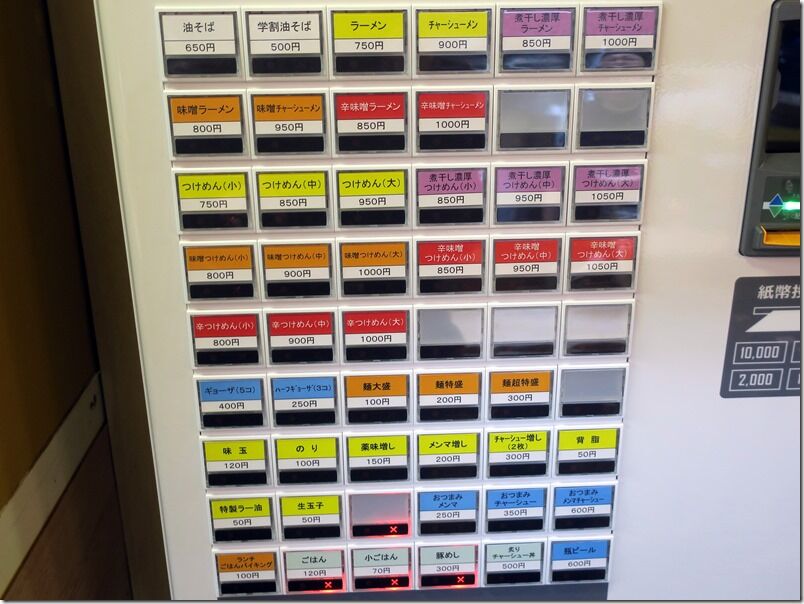 油そば
650円
学割油そば
500円
ラーメン
750円
チャーシューメン
900円
煮干し濃厚
ラーメン
850円
煮干し濃厚
チャーシューメン
1000円
味噌ラーメン
800円
味噌チャーシューメン
950円
辛味噌ラーメン
850円
辛味噌チャーシューメン
1000円
つけめん(小)
750円
つけめん(中)
850円
つけめん(大)
950円
煮干し濃厚
つけめん(小)
850円
煮干し濃厚
つけめん(中)
950円
煮干し濃厚
つけめん(大)
1050円
味噌つけめん(小)
800円
味噌つけめん(中)
900円
味噌つけめん(大)
1000円
辛味噌
つけめん(小)
850円
辛味噌
つけめん(中)
950円
辛味噌
つけめん(大)
1050円
辛つけめん(小)
800円
辛つけめん(中)
900円
辛つけめん(大)
1000円
ギョーザ(5コ)
400円
ハーフギョーザ(3コ)
250円
麺大盛
100円
麺特盛
200円
麺超特盛
300円
味玉
120円
のり
100円
薬味増し
150円
メンマ増し
200円
チャーシュー増し
(2枚)
300円
背脂
50円
特製ラー油
50円
生玉子
50円
おつまみ
メンマ
250円
おつまみ
チャーシュー
350円
おつまみ
メンマチャーシュー
600円
ランチ
ごはんバイキング
100円
ごはん
120円
小ごはん
70円
豚めし
300円
炙り
チャーシュー丼
500円
瓶ビール
600円
紙幣
10,000
2,000